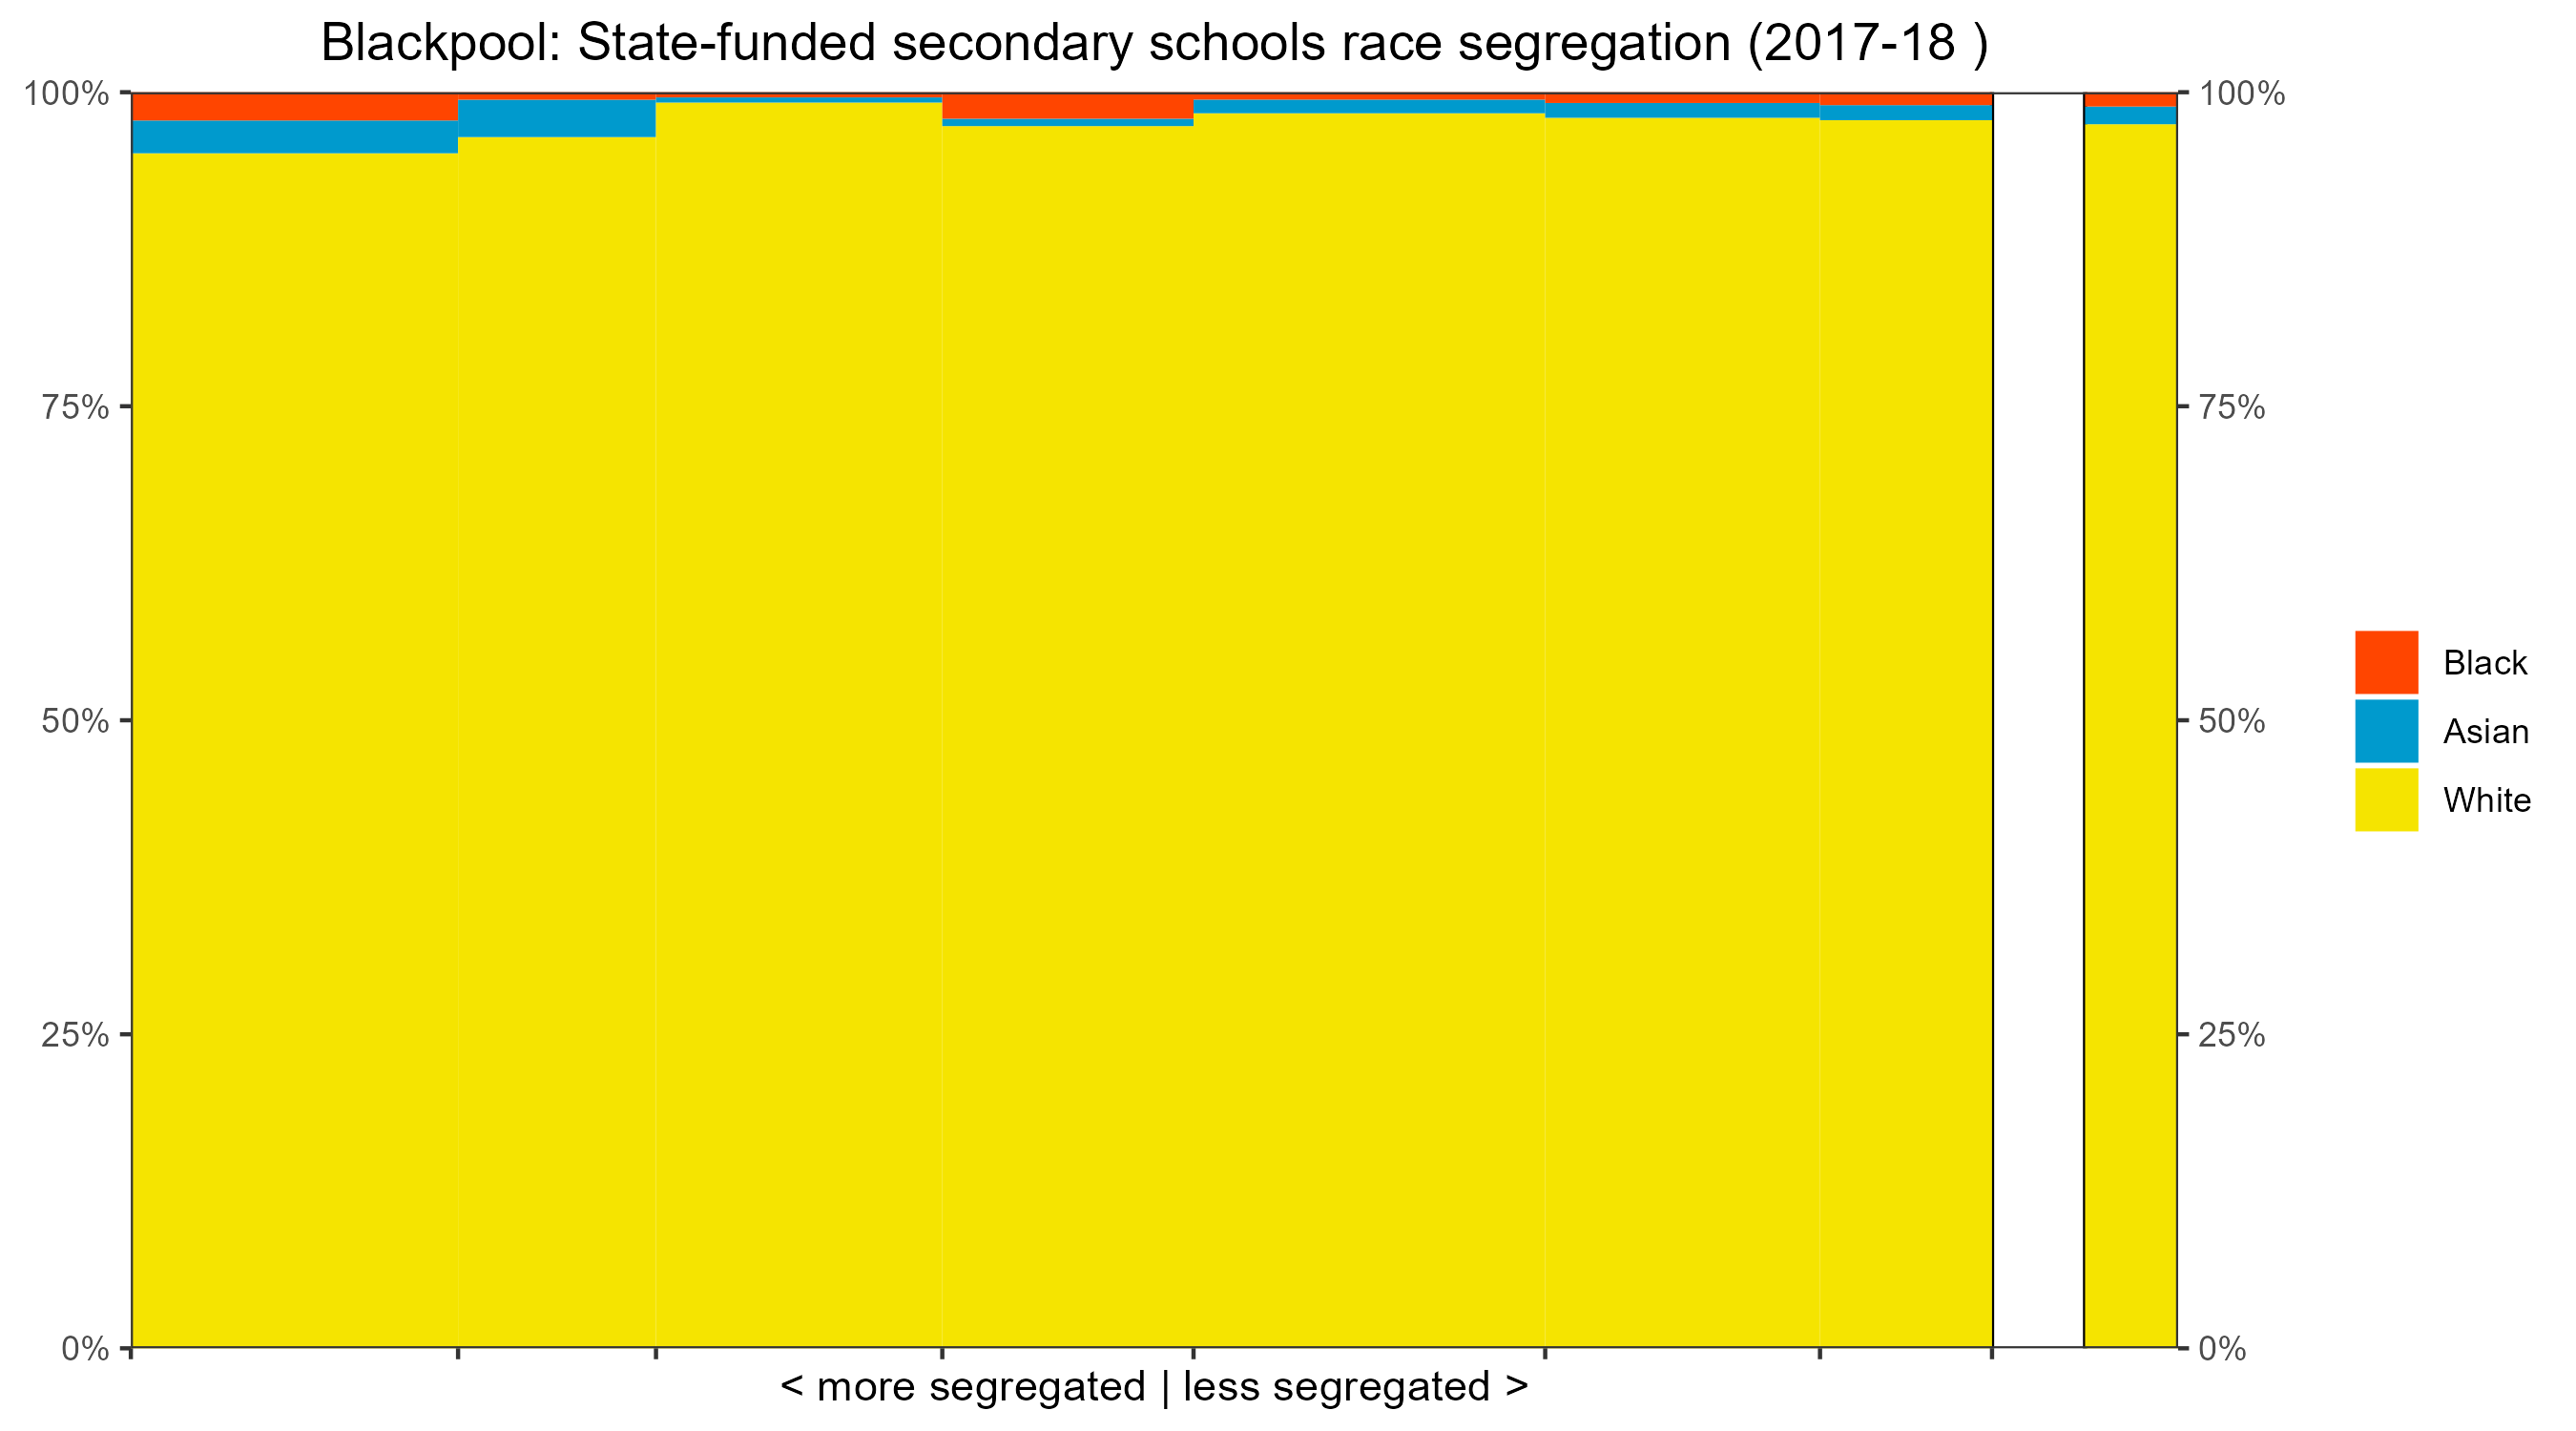 Blackpool: State-funded secondary schools race segregation (2017-18 )
100%
75%
50%
25%
0%
100%
75%
50%
25%
0%
Black
Asian
White
< more segregated | less segregated >